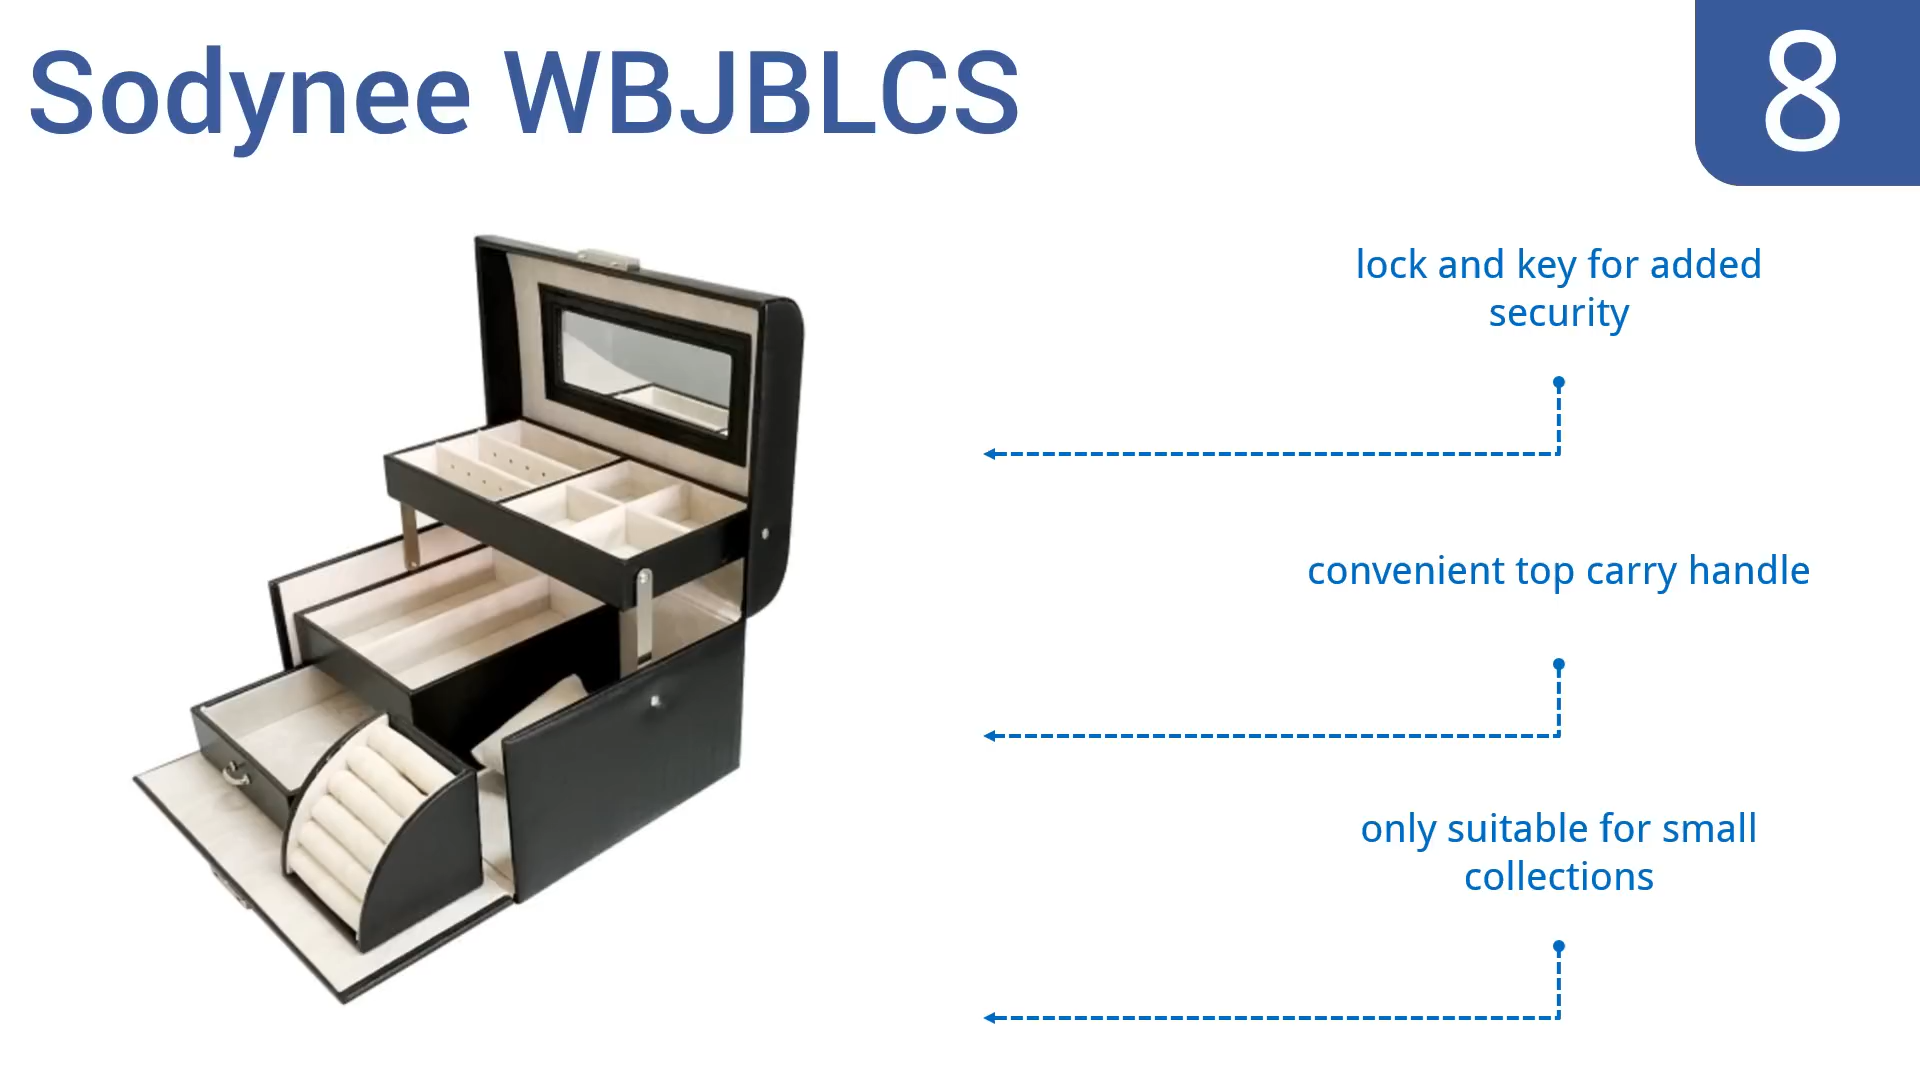 Sodynee WBJBLCS
8
lock and key for added
security
convenient top carry handle
only suitable for small
collections